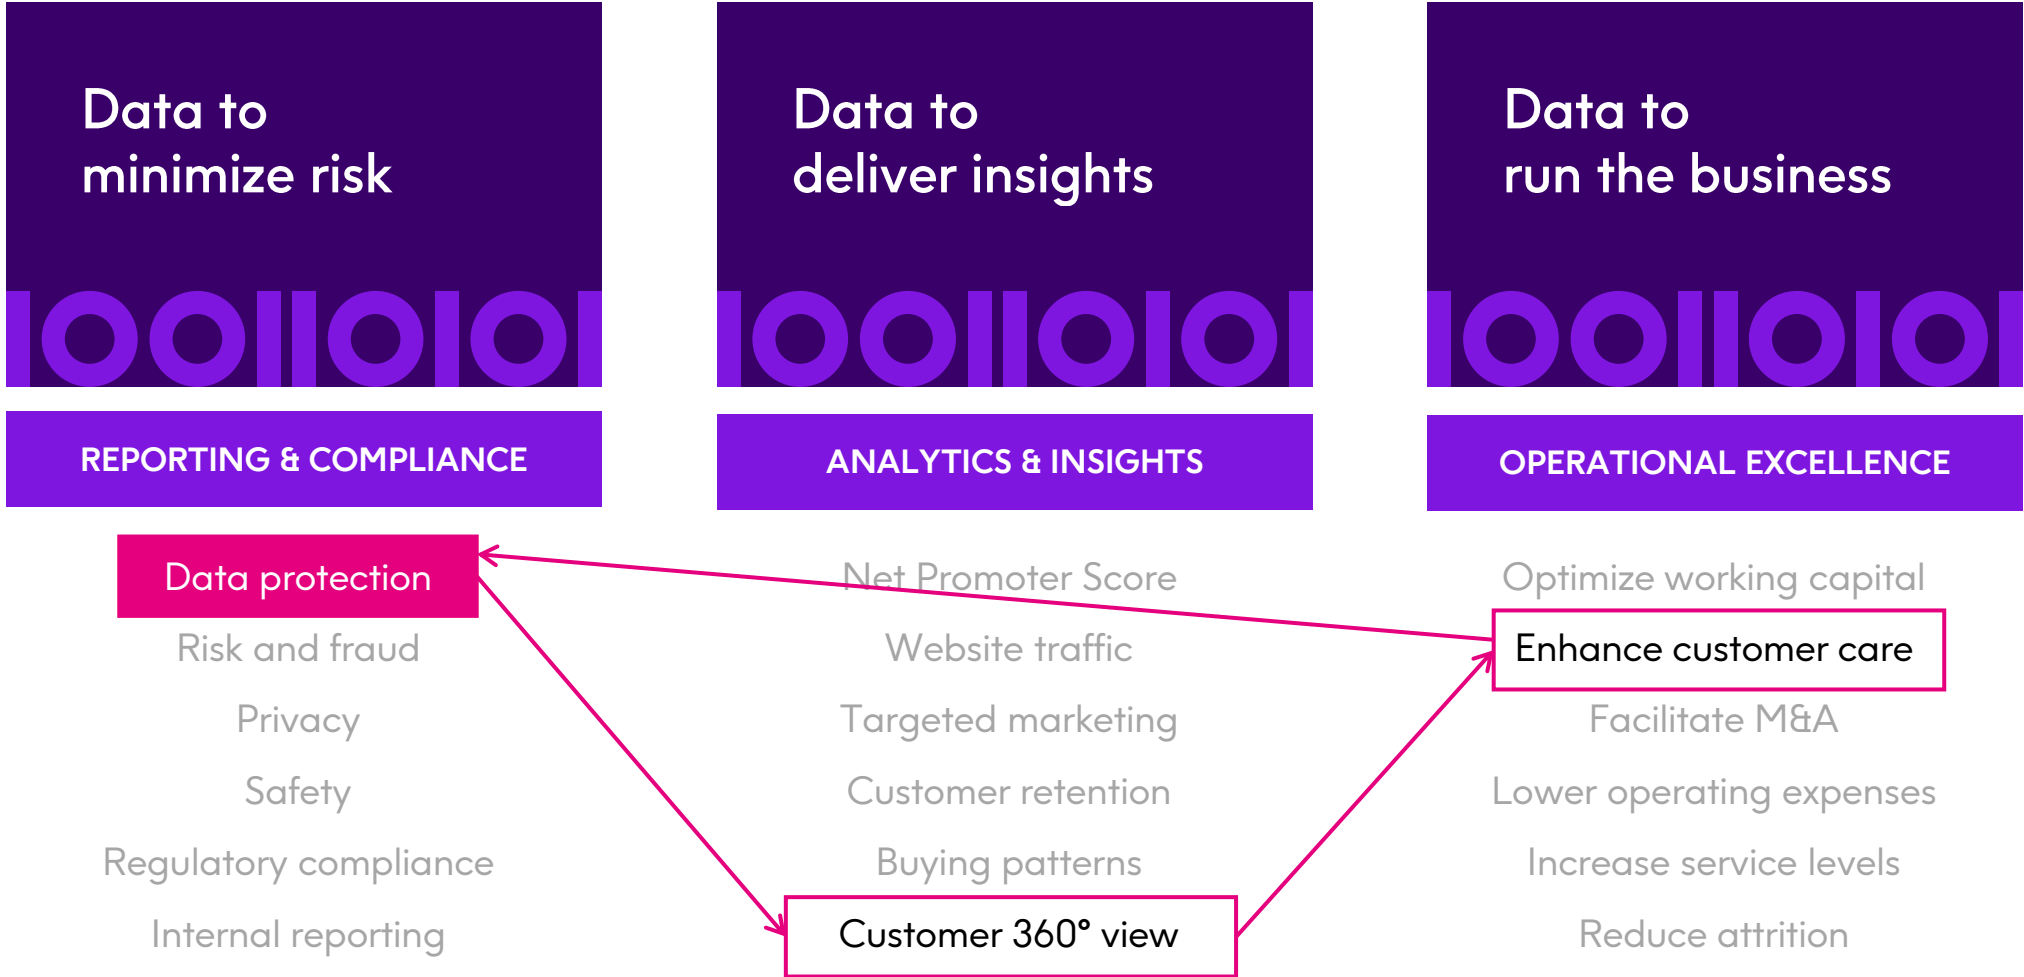 Data to
minimize risk
REPORTING & COMPLIANCE
Data protection
Risk and fraud
Privacy
Safety
Regulatory compliance
Internal reporting
Data to
deliver insights
ANALYTICS & INSIGHTS
Net Promoter Score
Website traffic
Targeted marketing
Customer retention
Buying patterns
Customer 360° view
Data to
run the business
OPERATIONAL EXCELLENCE
Optimize working capital
Enhance customer care
Facilitate M&A
Lower operating expenses
Increase service levels
Reduce attrition